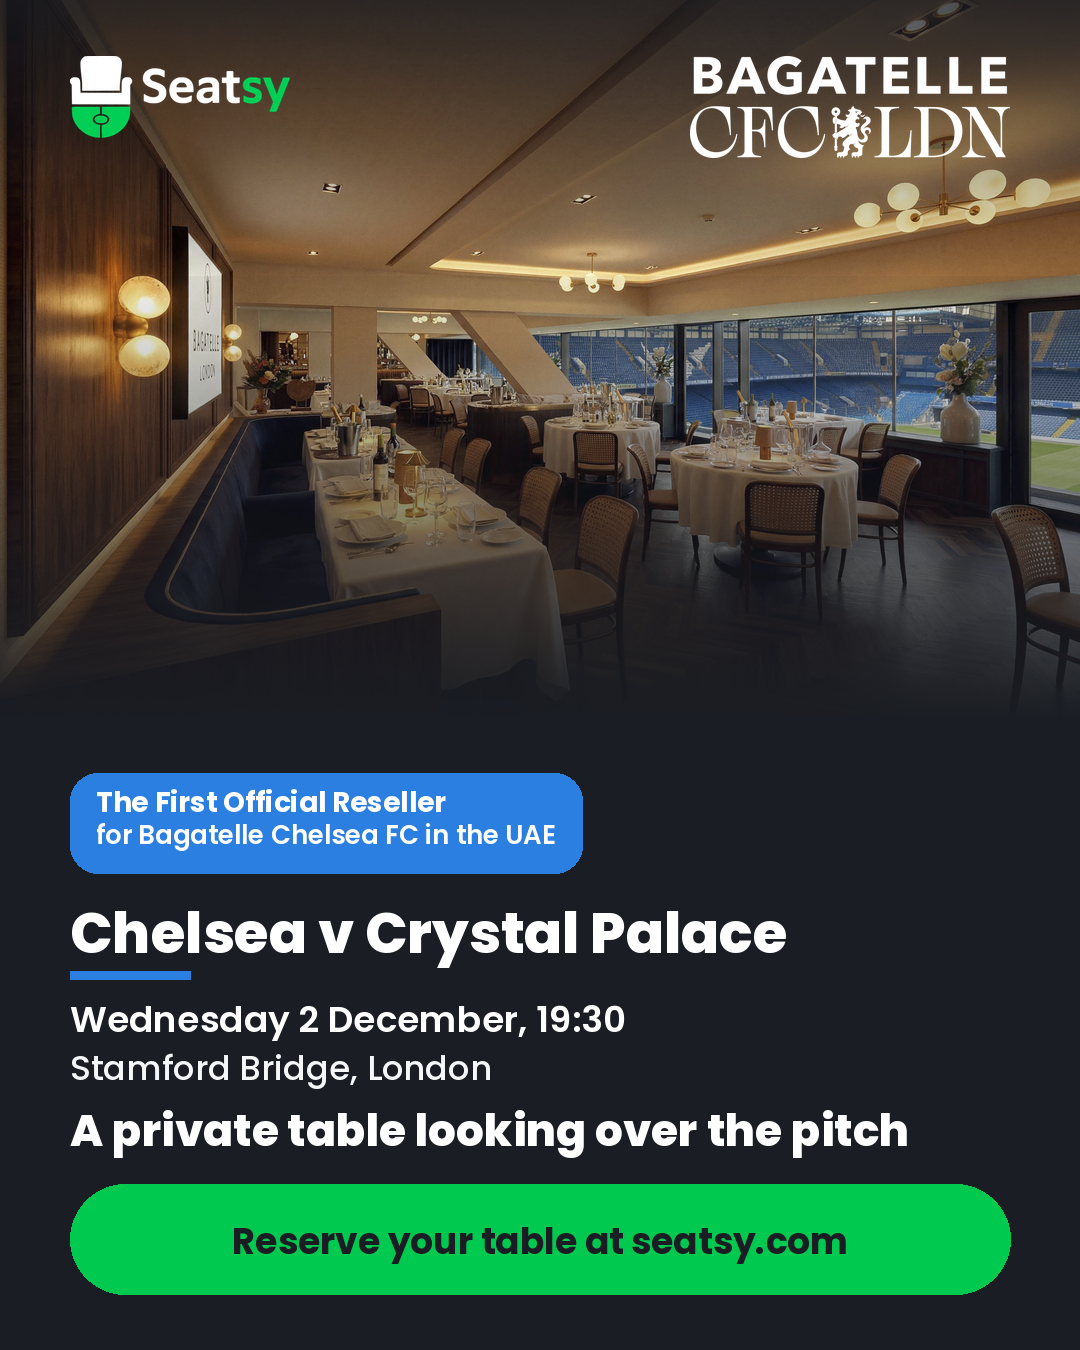 Seatsy
BAGATELLE
CFC LDN
BAGATELLE
LONDON
The First Official Reseller
for Bagatelle Chelsea FC in the UAE
Chelsea v Crystal Palace
Wednesday 2 December, 19:30
Stamford Bridge, London
A private table looking over the pitch
Reserve your table at seatsy.com